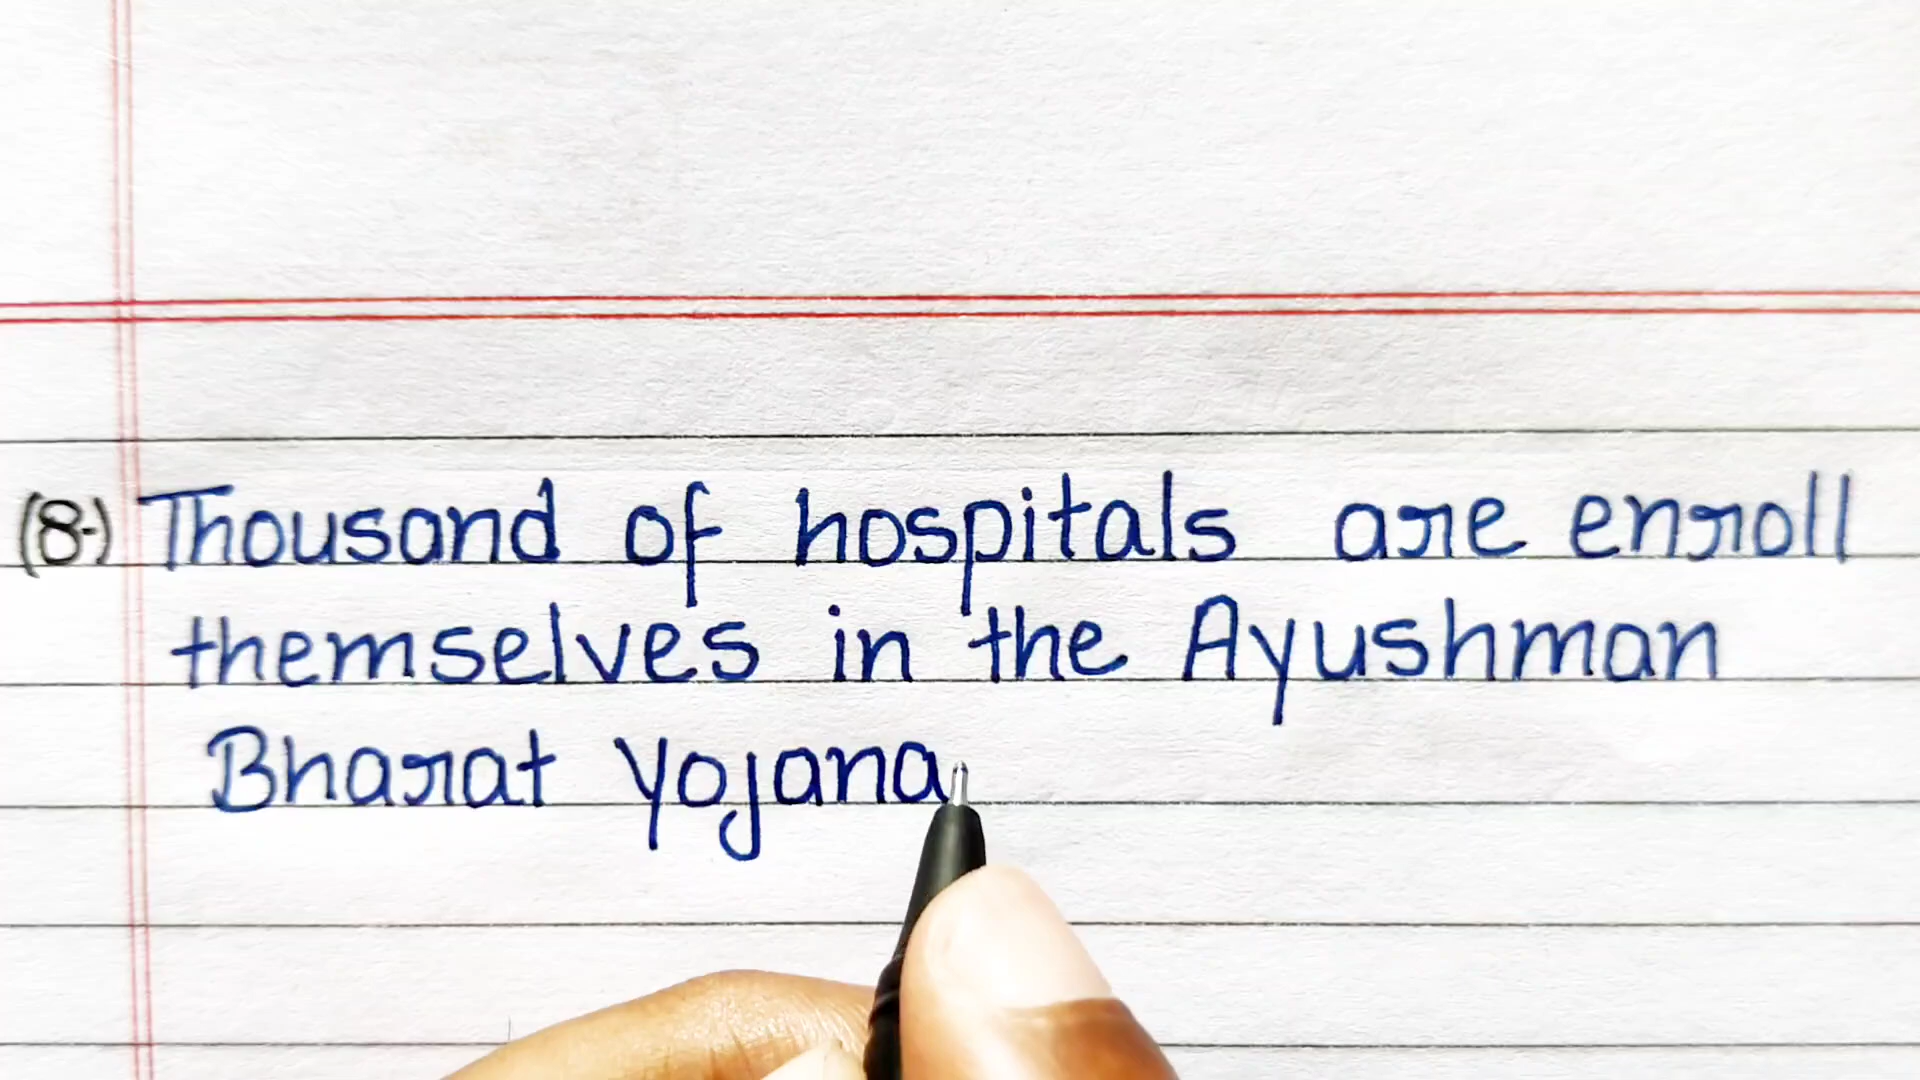 (8.) Thousand of hospitals are enroll
themselves in the Ayushman
Bharat Yojana